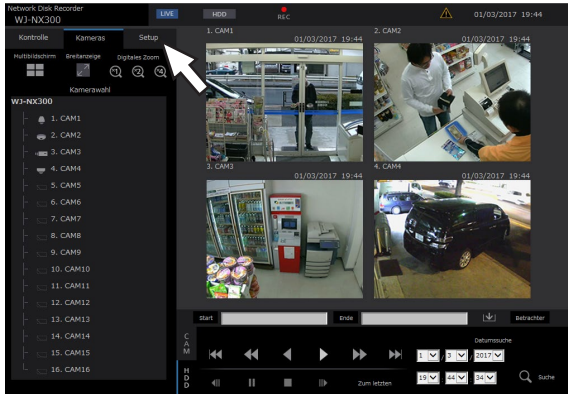 Network Disk Recorder
WJ-NX300
LIVE
HDD
REC
01/03/2017 19:44
Kontrolle
Kameras
Setup
Multibildschirm
Breitanzeige
Digitales Zoom
Kamerawahl
WJ-NX300
1. CAM1
2. CAM2
3. CAM3
4. CAM4
5. CAM5
6. CAM6
7. CAM7
8. CAM8
9. CAM9
10. CAM10
11. CAM11
12. CAM12
13. CAM13
14. CAM14
15. CAM15
16. CAM16
1. CAM1
01/03/2017 19:44
2. CAM2
01/03/2017 19:44
3. CAM3
01/03/2017 19:44
4. CAM4
01/03/2017 19:44
Start
Ende
Betrachter
CAM
HDD
Zum letzten
Datumssuche
1 / 3 / 2017
19 : 44 : 34
Suche